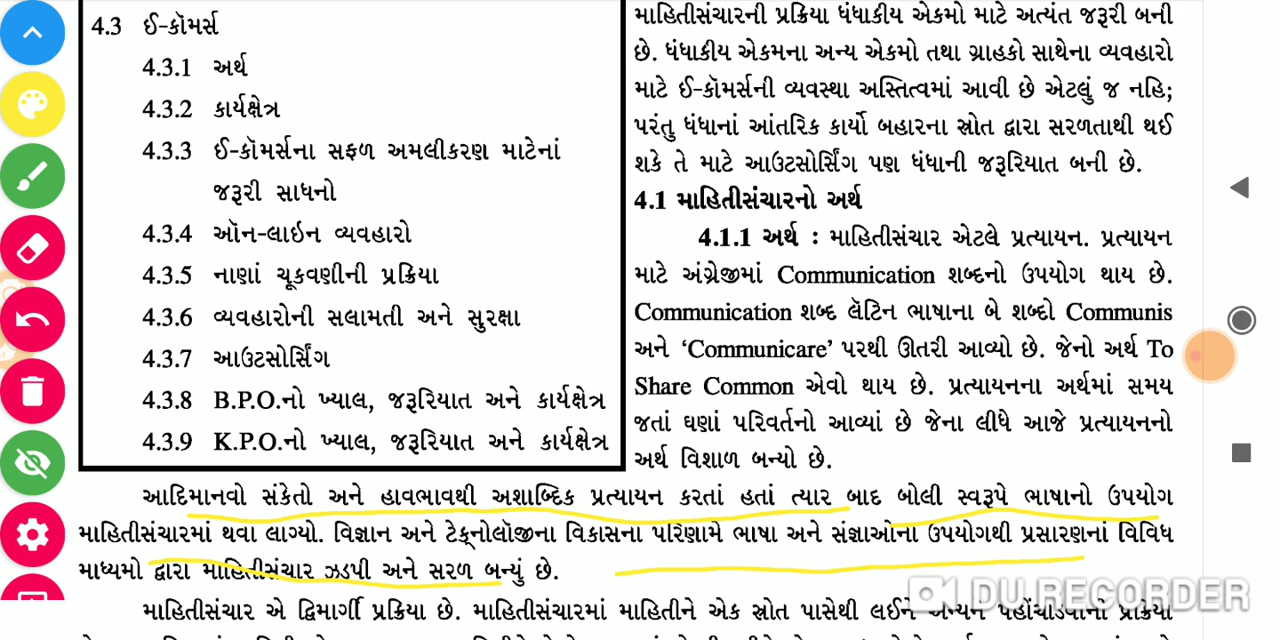 4.3 ઈ-કૉમર્સ
4.3.1 અર્થ
4.3.2 કાર્યક્ષેત્ર
4.3.3 ઈ-કૉમર્સના સફળ અમલીકરણ માટેનાં
જરૂરી સાધનો
4.3.4 ઑન-લાઇન વ્યવહારો
4.3.5 નાણાં ચૂકવણીની પ્રક્રિયા
4.3.6 વ્યવહારોની સલામતી અને સુરક્ષા
4.3.7 આઉટસોર્સિંગ
4.3.8 B.P.O.નો ખ્યાલ, જરૂરિયાત અને કાર્યક્ષેત્ર
4.3.9 K.P.O.નો ખ્યાલ, જરૂરિયાત અને કાર્યક્ષેત્ર
માહિતીસંચારની પ્રક્રિયા ધંધાકીય એકમો માટે અત્યંત જરૂરી બની
છે. ધંધાકીય એકમના અન્ય એકમો તથા ગ્રાહકો સાથેના વ્યવહારો
માટે ઈ-કૉમર્સની વ્યવસ્થા અસ્તિત્વમાં આવી છે એટલું જ નહિ;
પરંતુ ધંધાનાં આંતરિક કાર્યો બહારના સ્રોત દ્વારા સરળતાથી થઈ
શકે તે માટે આઉટસોર્સિંગ પણ ધંધાની જરૂરિયાત બની છે.
4.1 માહિતીસંચારનો અર્થ
4.1.1 અર્થ : માહિતીસંચાર એટલે પ્રત્યાયન. પ્રત્યાયન
માટે અંગ્રેજીમાં Communication શબ્દનો ઉપયોગ થાય છે.
Communication શબ્દ લૅટિન ભાષાના બે શબ્દો Communis
અને ‘Communicare’ પરથી ઊતરી આવ્યો છે. જેનો અર્થ To
Share Common એવો થાય છે. પ્રત્યાયનના અર્થમાં સમય
જતાં ઘણાં પરિવર્તનો આવ્યાં છે જેના લીધે આજે પ્રત્યાયનનો
અર્થ વિશાળ બન્યો છે.
આદિમાનવો સંકેતો અને હાવભાવથી અશાબ્દિક પ્રત્યાયન કરતાં હતાં ત્યાર બાદ બોલી સ્વરૂપે ભાષાનો ઉપયોગ
માહિતીસંચારમાં થવા લાગ્યો. વિજ્ઞાન અને ટેક્નોલૉજીના વિકાસના પરિણામે ભાષા અને સંજ્ઞાઓના ઉપયોગથી પ્રસારણનાં વિવિધ
માધ્યમો દ્વારા માહિતીસંચાર ઝડપી અને સરળ બન્યું છે.
માહિતીસંચાર એ દ્વિમાર્ગી પ્રક્રિયા છે. માહિતીસંચારમાં માહિતીને એક સ્રોત પાસેથી લઈને અન્યને પહોંચાડવાની પ્રક્રિયા
DU RECORDER